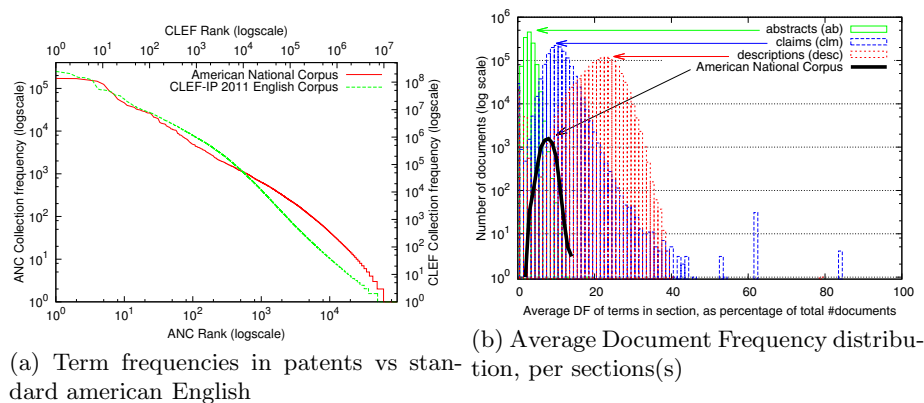 CLEF Rank (logscale)
10^0 10^1 10^2 10^3 10^4 10^5 10^6 10^7
American National Corpus
CLEF-IP 2011 English Corpus
ANC Collection frequency (logscale)
10^5
10^4
10^3
10^2
10^1
10^0
CLEF Collection frequency (logscale)
10^8
10^7
10^6
10^5
10^4
10^3
10^2
10^1
10^0
10^0 10^1 10^2 10^3 10^4
ANC Rank (logscale)
(a) Term frequencies in patents vs stan-
dard american English
Number of documents (log scale)
10^6
10^5
10^4
10^3
10^2
10^1
10^0
abstracts (ab)
claims (clm)
descriptions (desc)
American National Corpus
0 20 40 60 80 100
Average DF of terms in section, as percentage of total #documents
(b) Average Document Frequency distribu-
tion, per sections(s)